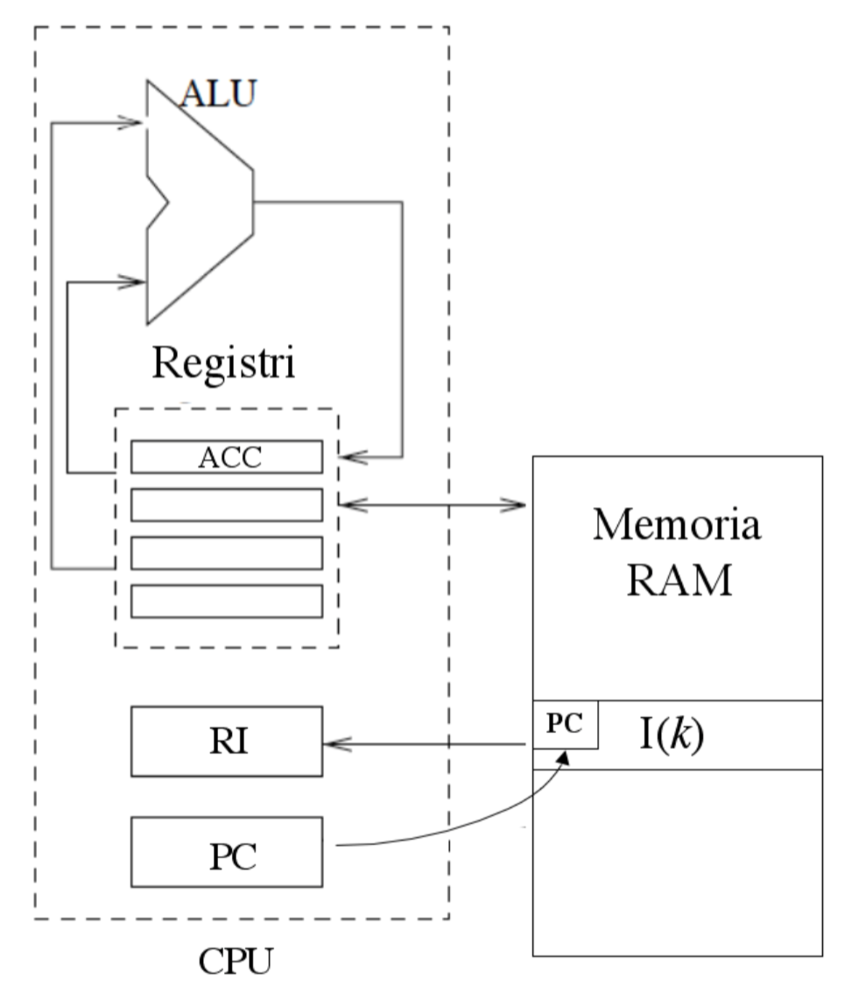 ALU
Registri
ACC
Memoria
RAM
PC
I(k)
RI
PC
CPU